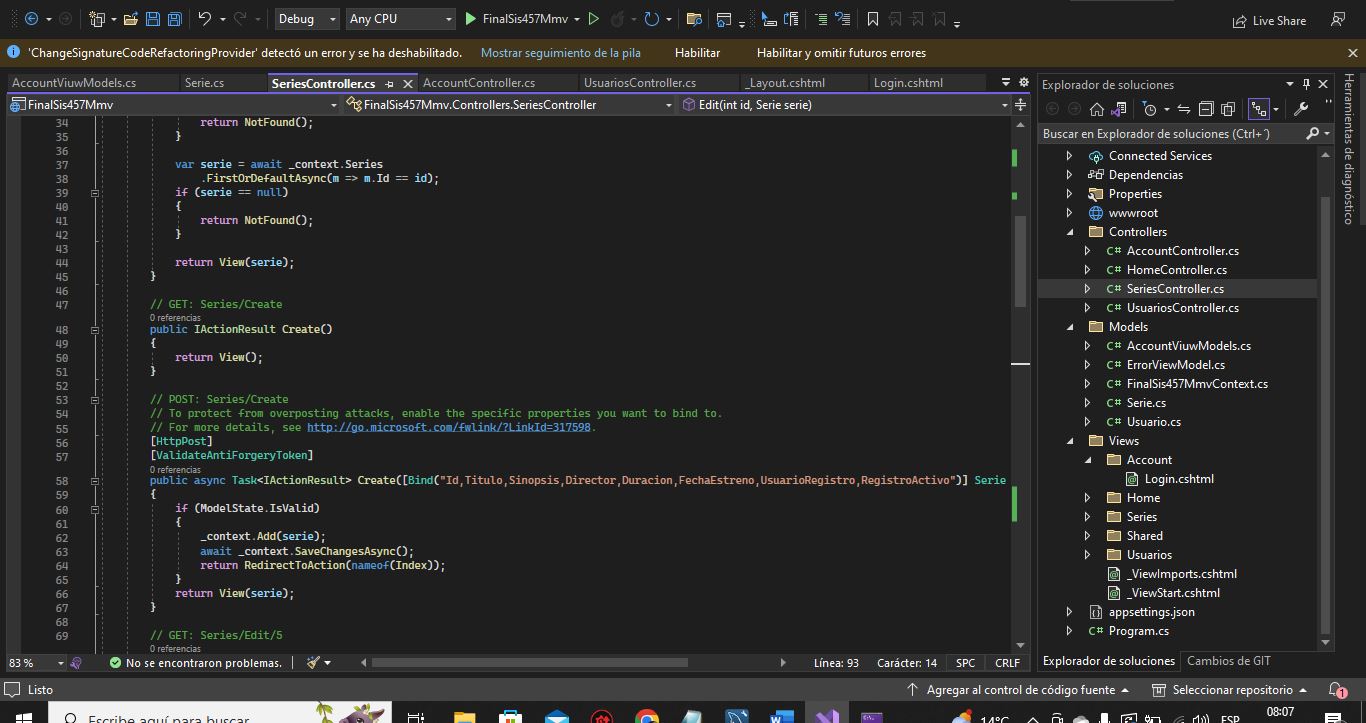 Debug
Any CPU
FinalSis457Mmv
Live Share
'ChangeSignatureCodeRefactoringProvider' detectó un error y se ha deshabilitado. Mostrar seguimiento de la pila Habilitar Habilitar y omitir futuros errores
AccountViuwModels.cs Serie.cs SeriesController.cs AccountController.cs UsuariosController.cs _Layout.cshtml Login.cshtml
FinalSis457Mmv FinalSis457Mmv.Controllers.SeriesController Edit(int id, Serie serie)
34 return NotFound();
35 }
36
37 var serie = await _context.Series
38 .FirstOrDefaultAsync(m => m.Id == id);
39 if (serie == null)
40 {
41 return NotFound();
42 }
43
44 return View(serie);
45 }
46
47 // GET: Series/Create
0 referencias
48 public IActionResult Create()
49 {
50 return View();
51 }
52
53 // POST: Series/Create
54 // To protect from overposting attacks, enable the specific properties you want to bind to.
55 // For more details, see http://go.microsoft.com/fwlink/?LinkId=317598.
56 [HttpPost]
57 [ValidateAntiForgeryToken]
0 referencias
58 public async Task<IActionResult> Create([Bind("Id,Titulo,Sinopsis,Director,Duracion,FechaEstreno,UsuarioRegistro,RegistroActivo")] Serie
59 {
60 if (ModelState.IsValid)
61 {
62 _context.Add(serie);
63 await _context.SaveChangesAsync();
64 return RedirectToAction(nameof(Index));
65 }
66 return View(serie);
67 }
68
69 // GET: Series/Edit/5
0 referencias
83 % No se encontraron problemas. Línea: 93 Carácter: 14 SPC CRLF
Explorador de soluciones
Buscar en Explorador de soluciones (Ctrl+´)
Connected Services
Dependencias
Properties
wwwroot
Controllers
C# AccountController.cs
C# HomeController.cs
C# SeriesController.cs
C# UsuariosController.cs
Models
C# AccountViuwModels.cs
C# ErrorViewModel.cs
C# FinalSis457MmvContext.cs
C# Serie.cs
C# Usuario.cs
Views
Account
Login.cshtml
Home
Series
Shared
Usuarios
_ViewImports.cshtml
_ViewStart.cshtml
appsettings.json
C# Program.cs
Explorador de soluciones Cambios de GIT
Herramientas de diagnóstico
Listo Agregar al control de código fuente Seleccionar repositorio 1
Escribe aquí para buscar 14°C ESP 08:07